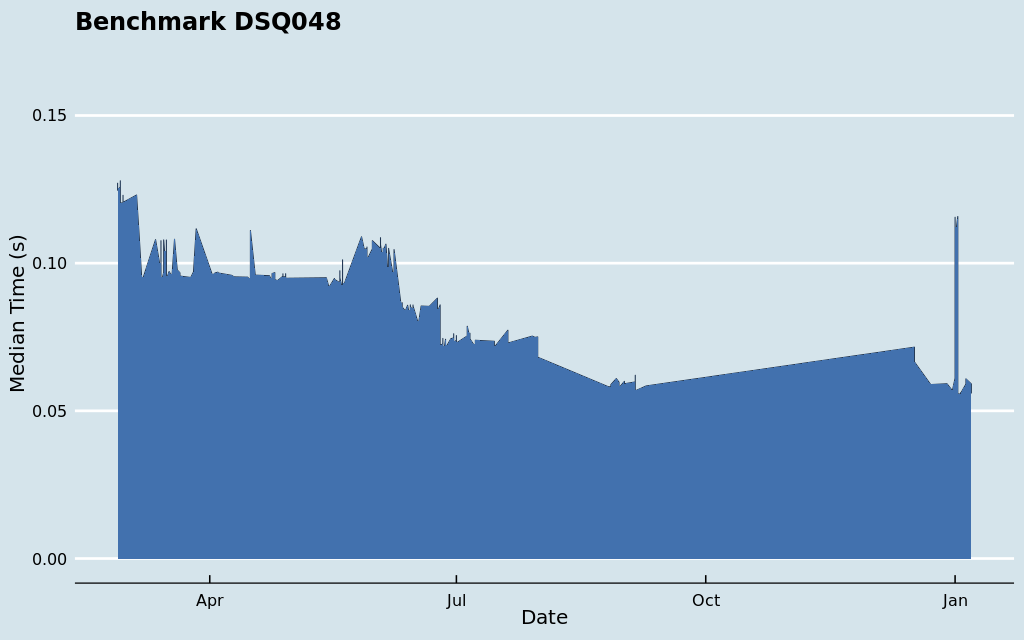 Benchmark DSQ048
Median Time (s)
0.15
0.10
0.05
0.00
Apr
Jul
Oct
Jan
Date